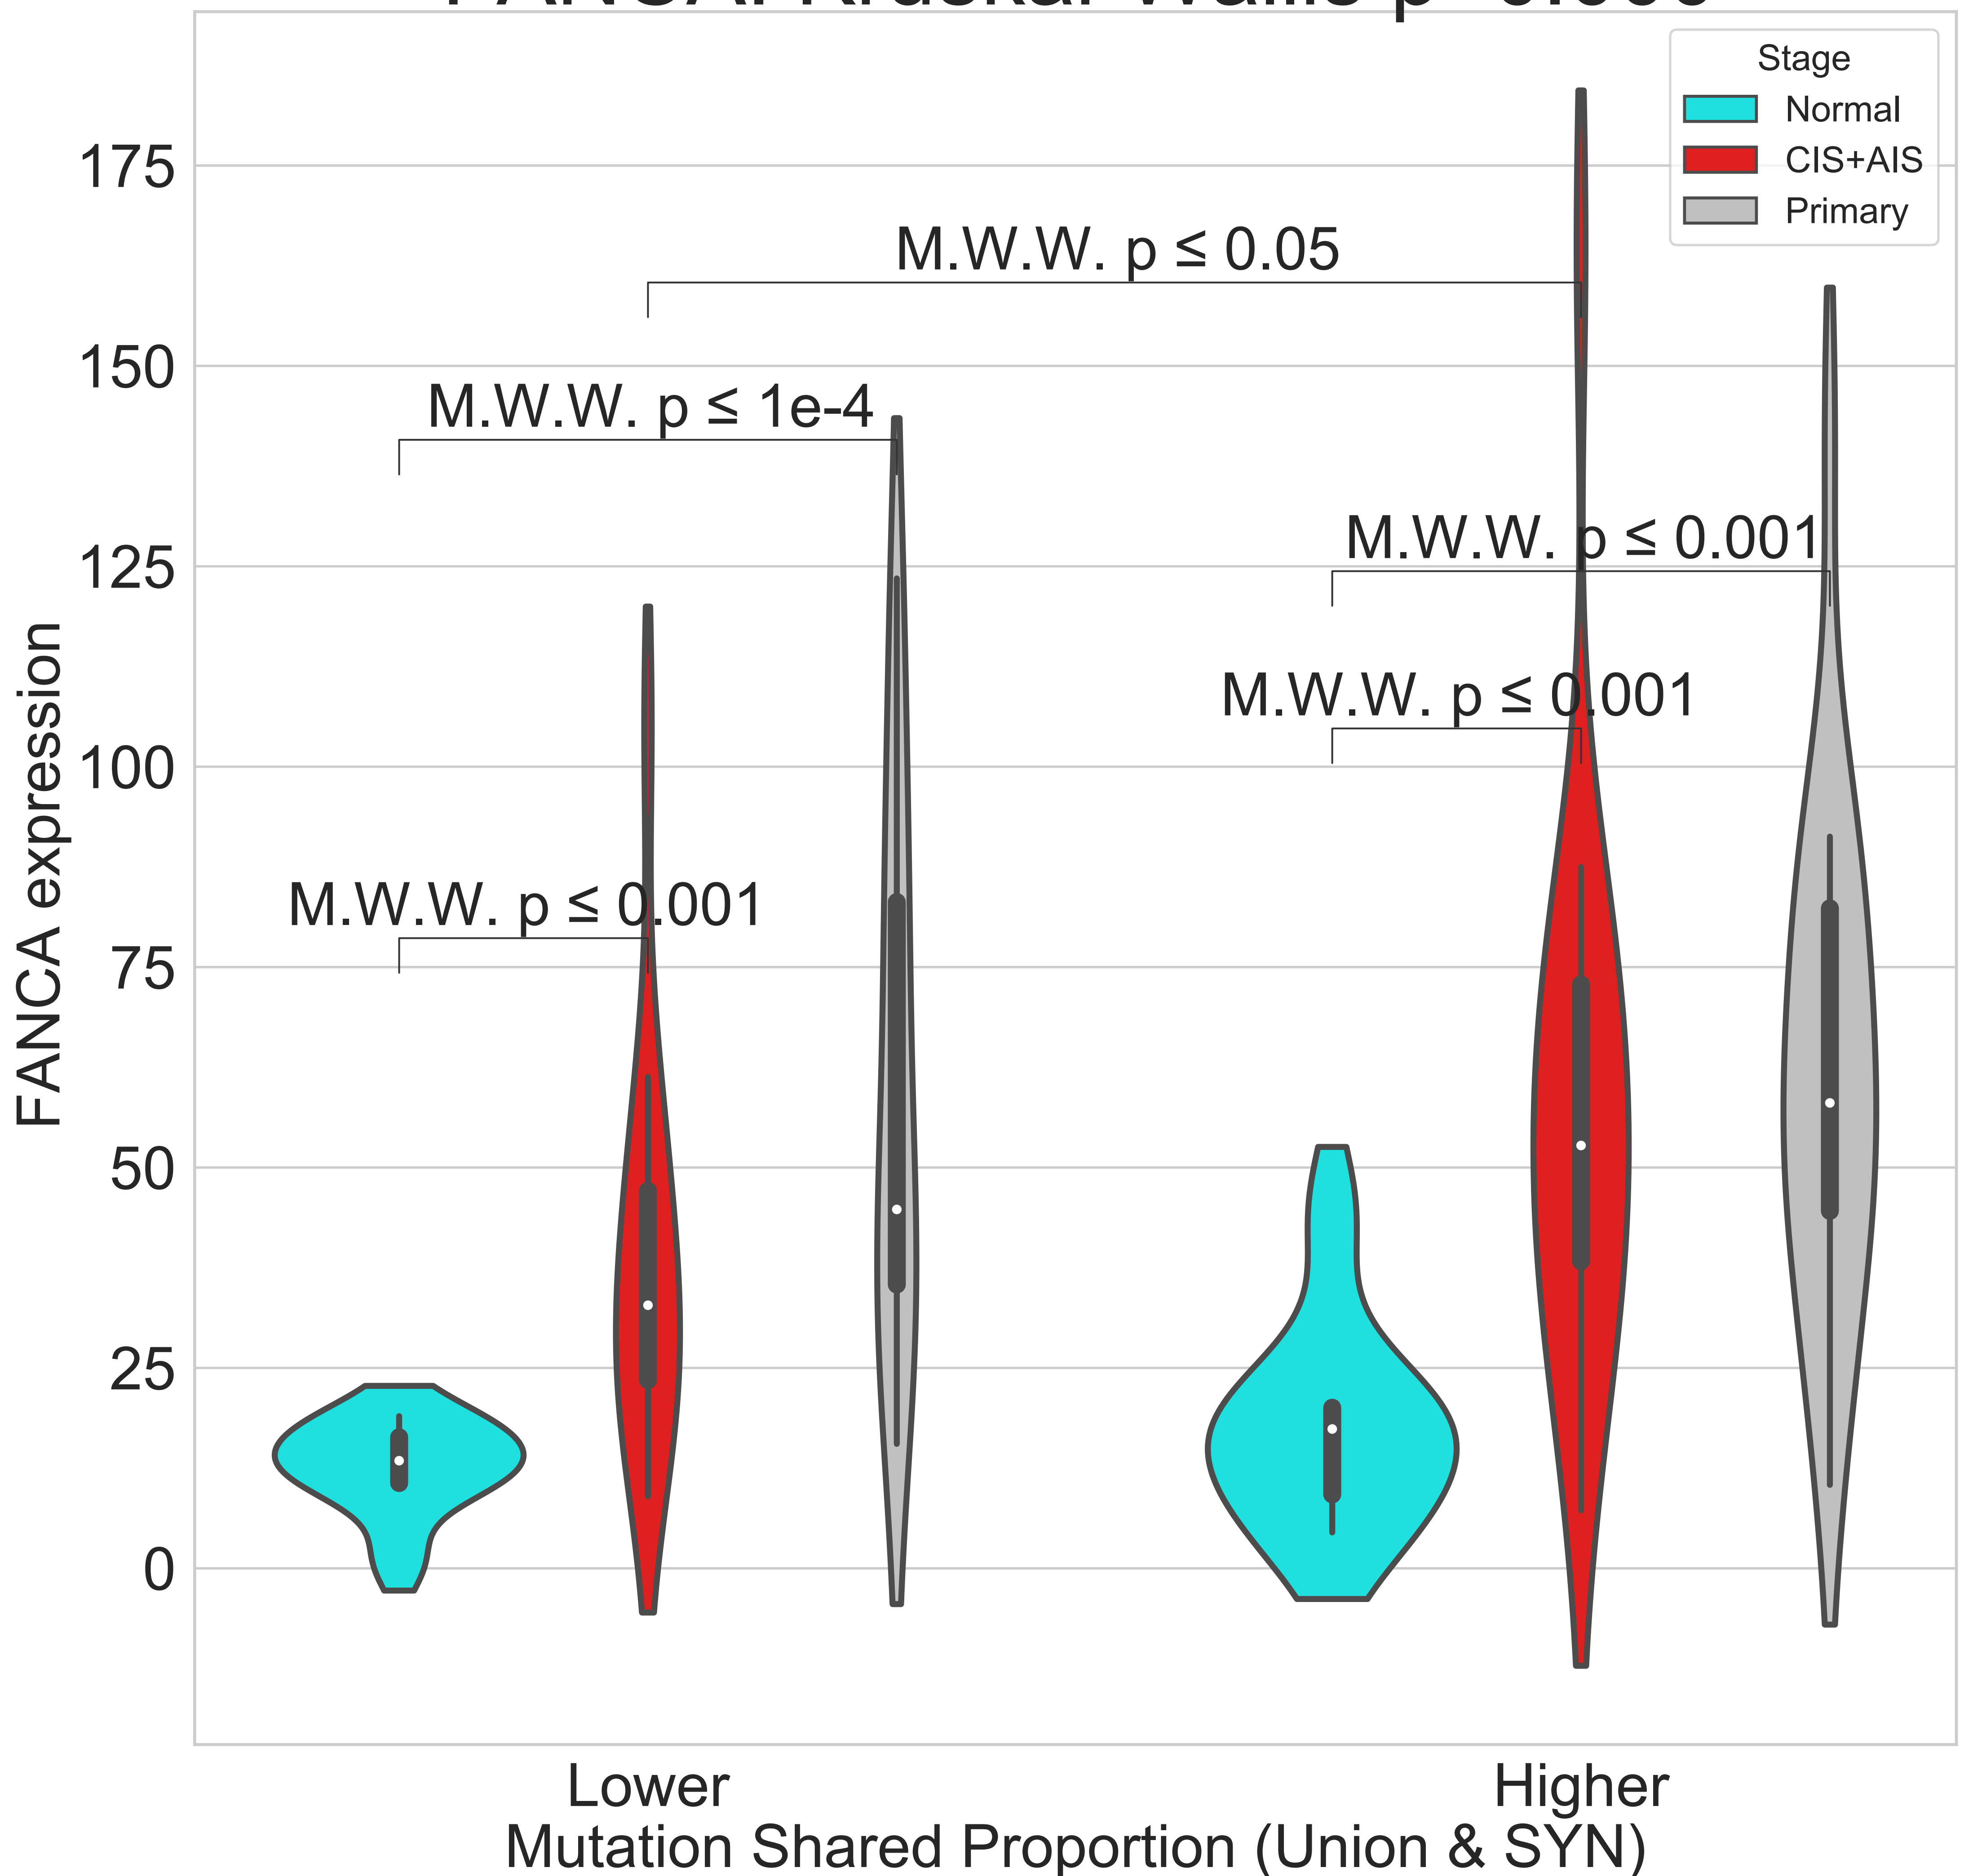 Stage
Normal
CIS+AIS
Primary
175
150
125
100
75
50
25
0
FANCA expression
M.W.W. p ≤ 0.05
M.W.W. p ≤ 1e-4
M.W.W. p ≤ 0.001
M.W.W. p ≤ 0.001
M.W.W. p ≤ 0.001
Lower
Higher
Mutation Shared Proportion (Union & SYN)